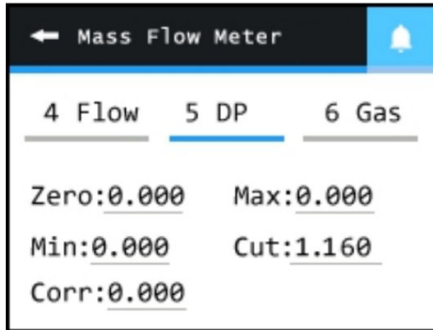 Mass Flow Meter
4 Flow 5 DP 6 Gas
Zero:0.000 Max:0.000
Min:0.000 Cut:1.160
Corr:0.000